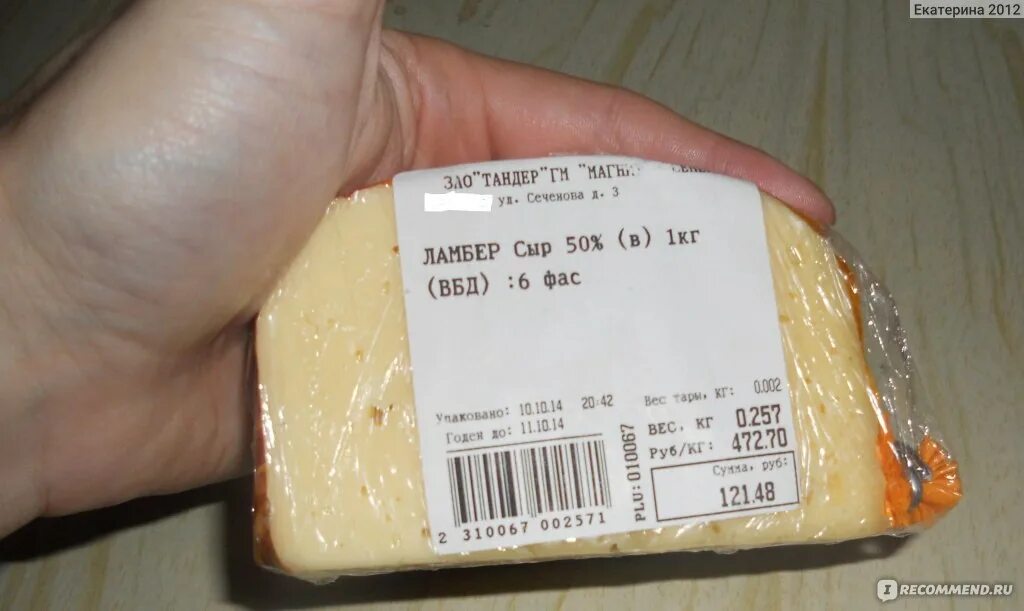 Екатерина 2012
ЗАО"ТАНДЕР"ГМ "МАГНИ
ул. Сеченова д. 3
ЛАМБЕР Сыр 50% (в) 1кг
(ВБД) :6 фас
Упаковано: 10.10.14 20:42
Годен до: 11.10.14
Вес тары, кг: 0.002
ВЕС, КГ 0.257
Руб/КГ: 472.70
Сумма, руб:
121.48
PLU: 010067
2 310067 002571
IRECOMMEND.RU